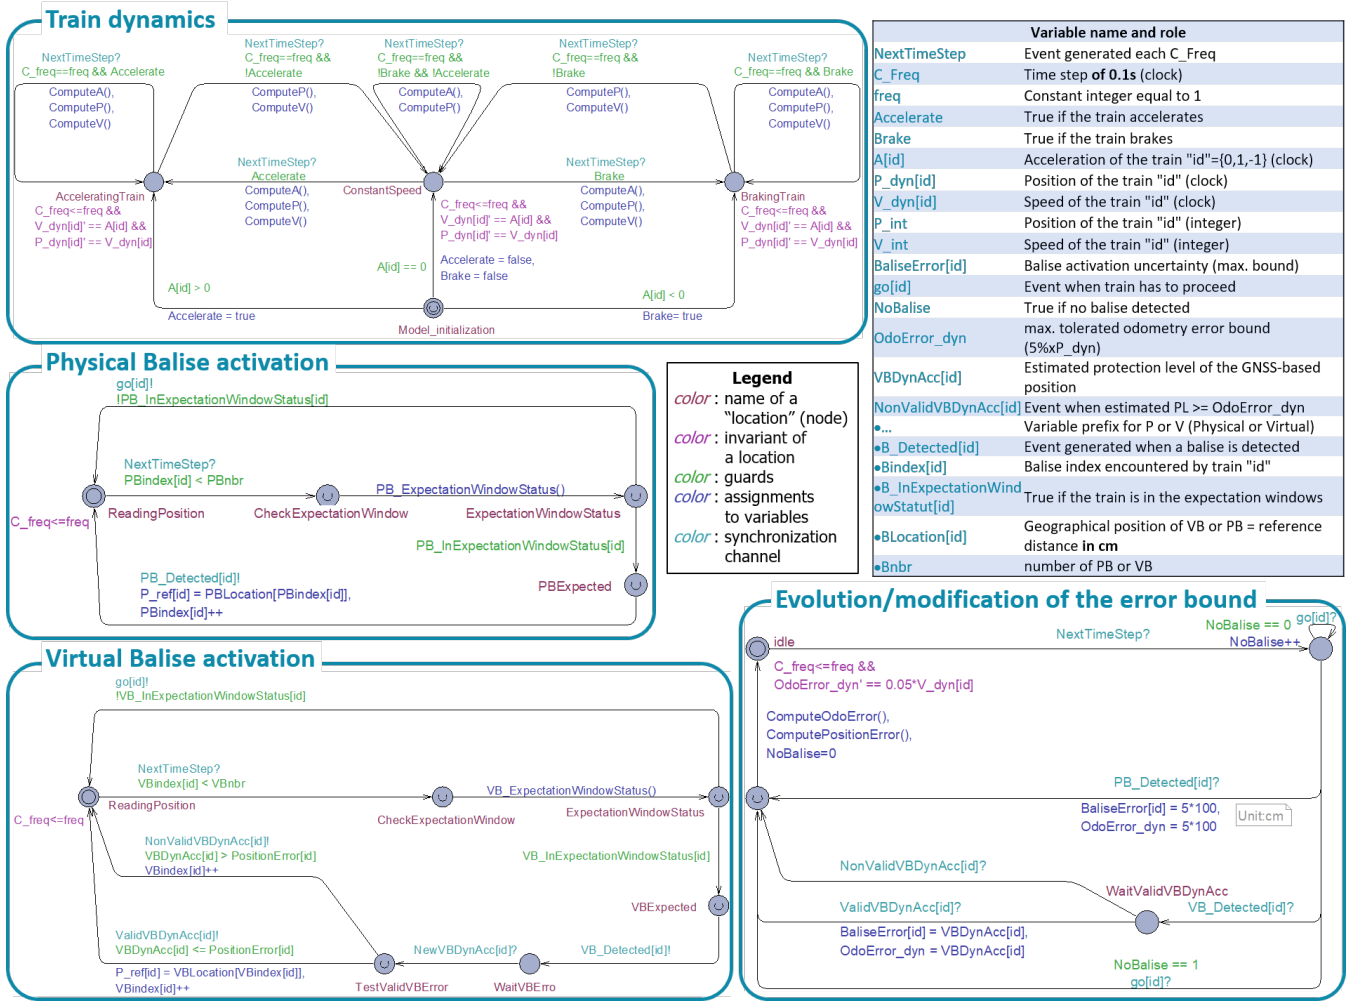 Train dynamics
NextTimeStep?
C_freq==freq && Accelerate
ComputeA(),
ComputeP(),
ComputeV()
NextTimeStep?
C_freq==freq &&
!Accelerate
ComputeP(),
ComputeV()
NextTimeStep?
C_freq==freq &&
!Brake && !Accelerate
ComputeA(),
ComputeP(),
ComputeV()
NextTimeStep?
C_freq==freq &&
!Brake
ComputeP(),
ComputeV()
NextTimeStep?
C_freq==freq && Brake
ComputeA(),
ComputeP(),
ComputeV()
AcceleratingTrain
C_freq<=freq &&
V_dyn[id]' == A[id] &&
P_dyn[id]' == V_dyn[id]
NextTimeStep?
Accelerate
ComputeA(),
ComputeP(),
ComputeV()
ConstantSpeed
C_freq<=freq &&
V_dyn[id]' == A[id] &&
P_dyn[id]' == V_dyn[id]
NextTimeStep?
Brake
ComputeA(),
ComputeP(),
ComputeV()
BrakingTrain
C_freq<=freq &&
V_dyn[id]' == A[id] &&
P_dyn[id]' == V_dyn[id]
A[id] > 0
Accelerate = true
A[id] == 0
Accelerate = false,
Brake = false
A[id] < 0
Brake= true
Model_initialization
Variable name and role
NextTimeStep Event generated each C_Freq
C_Freq Time step of 0.1s (clock)
freq Constant integer equal to 1
Accelerate True if the train accelerates
Brake True if the train brakes
A[id] Acceleration of the train "id"={0,1,-1} (clock)
P_dyn[id] Position of the train "id" (clock)
V_dyn[id] Speed of the train "id" (clock)
P_int Position of the train "id" (integer)
V_int Speed of the train "id" (integer)
BaliseError[id] Balise activation uncertainty (max. bound)
go[id] Event when train has to proceed
NoBalise True if no balise detected
OdoError_dyn max. tolerated odometry error bound
(5%xP_dyn)
VBDynAcc[id] Estimated protection level of the GNSS-based
position
NonValidVBDynAcc[id] Event when estimated PL >= OdoError_dyn
●... Variable prefix for P or V (Physical or Virtual)
●B_Detected[id] Event generated when a balise is detected
●Bindex[id] Balise index encountered by train "id"
●B_InExpectationWind
owStatut[id] True if the train is in the expectation windows
●BLocation[id] Geographical position of VB or PB = reference
distance in cm
●Bnbr number of PB or VB
Physical Balise activation
go[id]!
!PB_InExpectationWindowStatus[id]
NextTimeStep?
PBindex[id] < PBnbr
ReadingPosition
C_freq<=freq
CheckExpectationWindow
PB_ExpectationWindowStatus()
ExpectationWindowStatus
PB_InExpectationWindowStatus[id]
PBExpected
PB_Detected[id]!
P_ref[id] = PBLocation[PBindex[id]],
PBindex[id]++
Legend
color : name of a
"location" (node)
color : invariant of
a location
color : guards
color : assignments
to variables
color : synchronization
channel
Virtual Balise activation
go[id]!
!VB_InExpectationWindowStatus[id]
NextTimeStep?
VBindex[id] < VBnbr
ReadingPosition
C_freq<=freq
CheckExpectationWindow
VB_ExpectationWindowStatus()
ExpectationWindowStatus
VB_InExpectationWindowStatus[id]
VBExpected
NonValidVBDynAcc[id]!
VBDynAcc[id] > PositionError[id]
VBindex[id]++
ValidVBDynAcc[id]!
VBDynAcc[id] <= PositionError[id]
P_ref[id] = VBLocation[VBindex[id]],
VBindex[id]++
NewVBDynAcc[id]?
VB_Detected[id]!
TestValidVBError
WaitVBErro
Evolution/modification of the error bound
idle
C_freq<=freq &&
OdoError_dyn' == 0.05*V_dyn[id]
NextTimeStep?
NoBalise == 0
go[id]?
NoBalise++
ComputeOdoError(),
ComputePositionError(),
NoBalise=0
PB_Detected[id]?
BaliseError[id] = 5*100,
OdoError_dyn = 5*100
Unit:cm
NonValidVBDynAcc[id]?
WaitValidVBDynAcc
ValidVBDynAcc[id]?
VB_Detected[id]?
BaliseError[id] = VBDynAcc[id],
OdoError_dyn = VBDynAcc[id]
NoBalise == 1
go[id]?